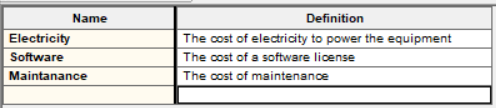 Name Definition
Electricity The cost of electricity to power the equipment
Software The cost of a software license
Maintanance The cost of maintenance